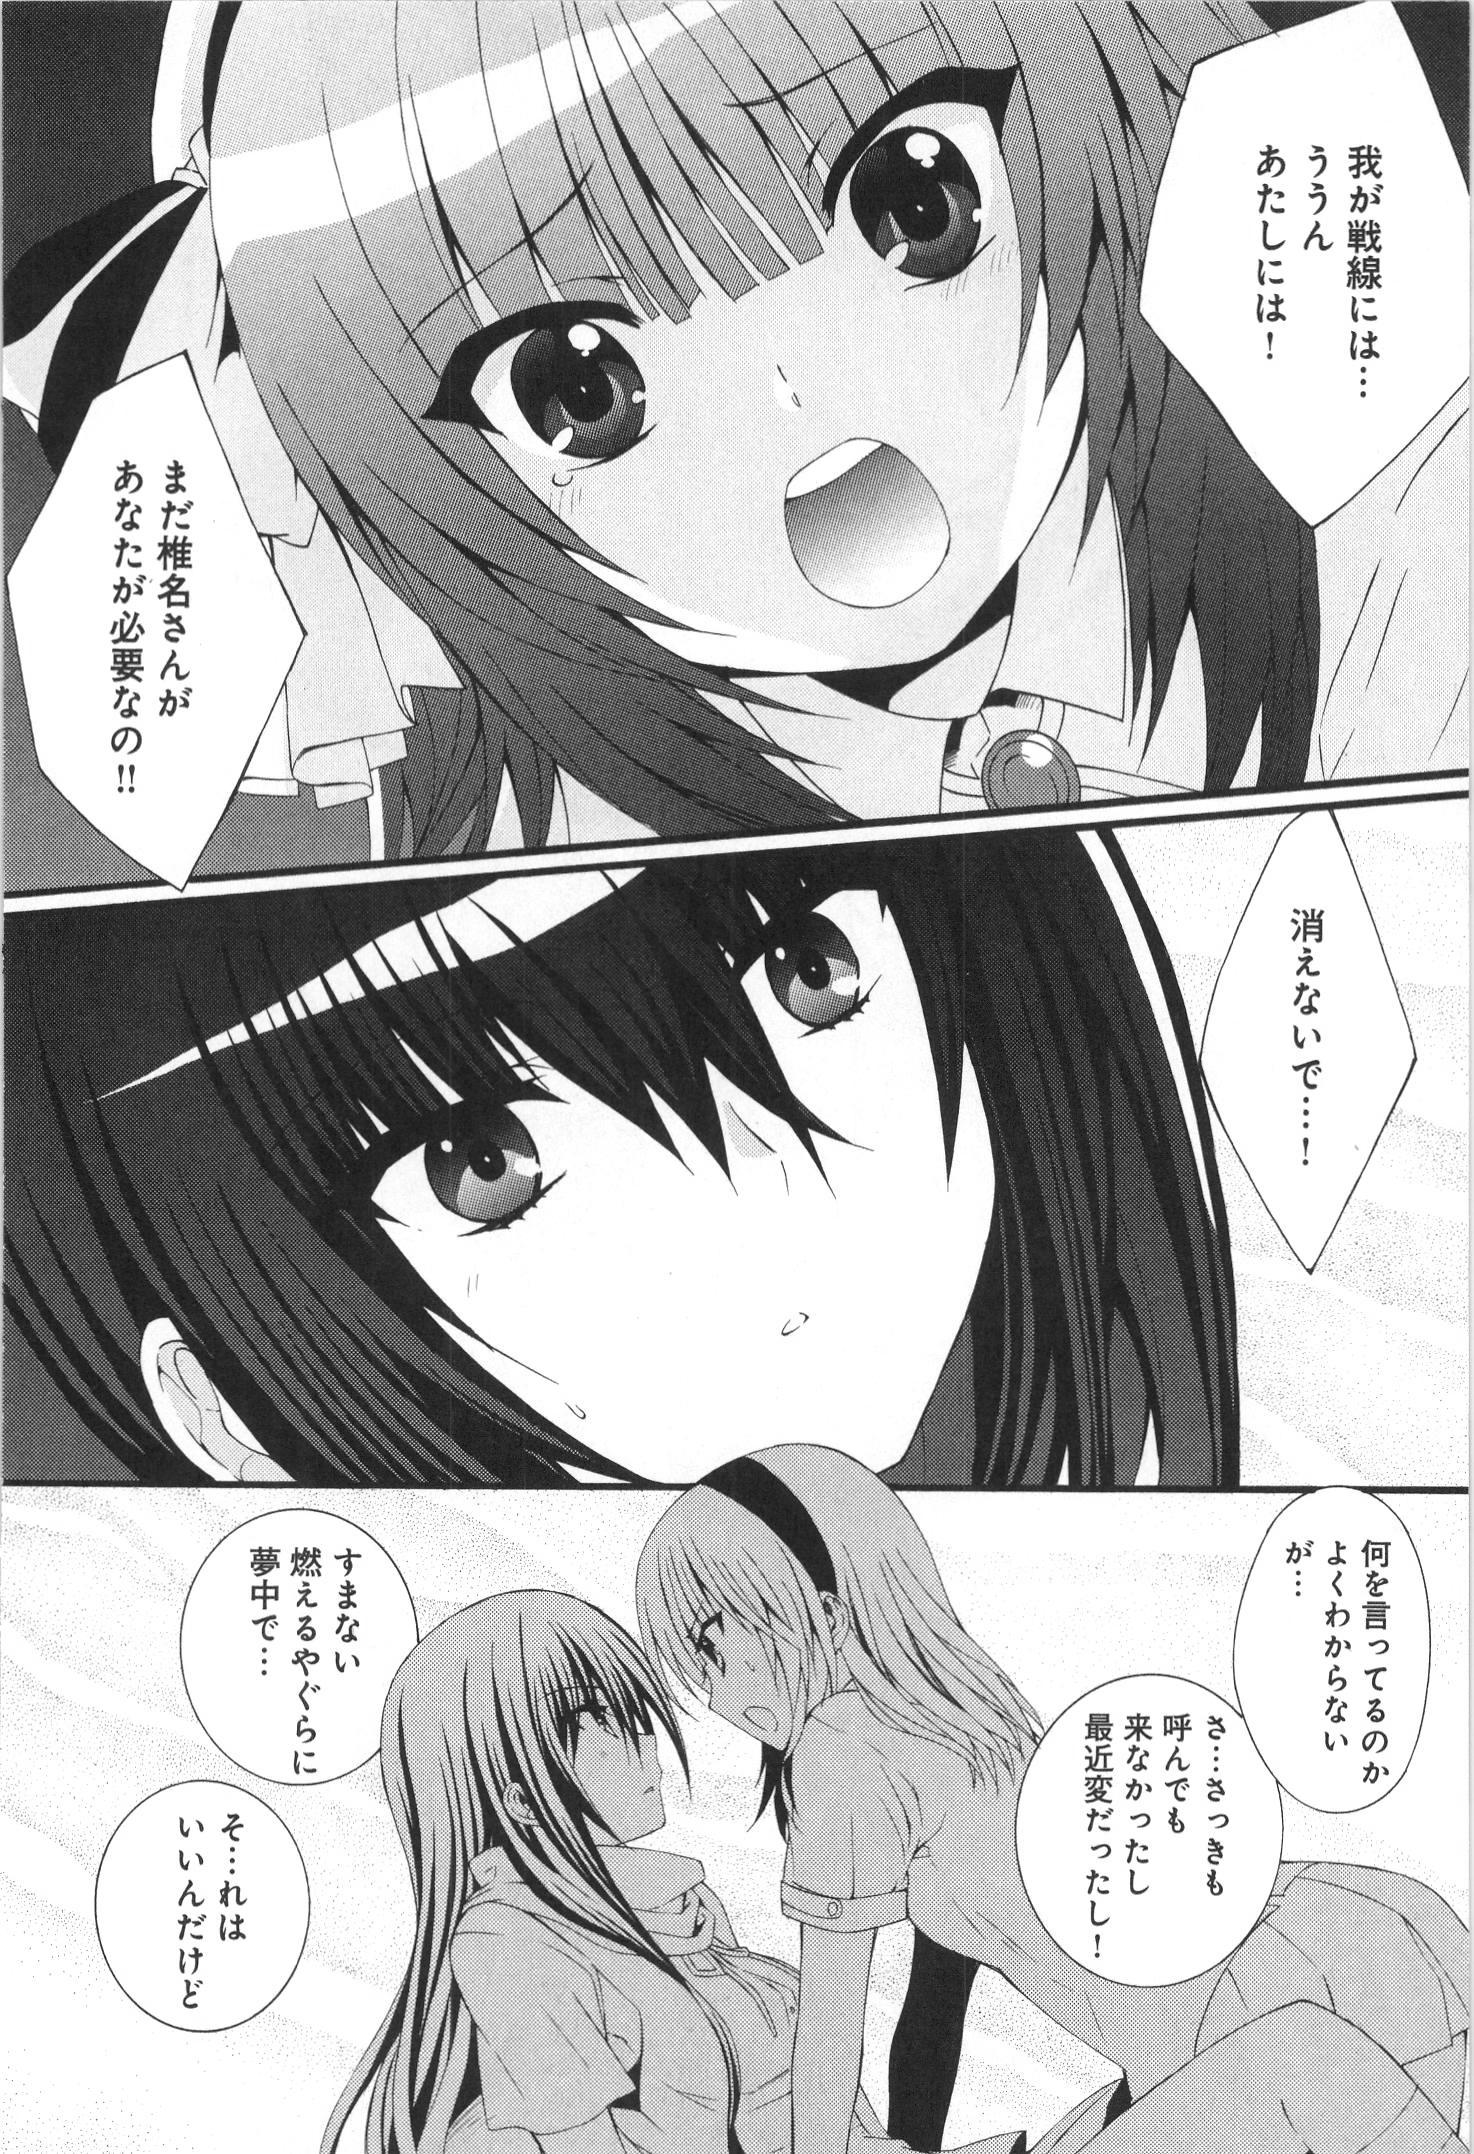 我が戦線には…
ううん
あたしには！
まだ椎名さんが
あなたが必要なの!!
消えないで…！
何を言ってるのか
よくわからない
が…
さ…さっきも
呼んでも
来なかったし
最近変だったし！
すまない
燃えるやぐらに
夢中で…
そ…れは
いいんだけど